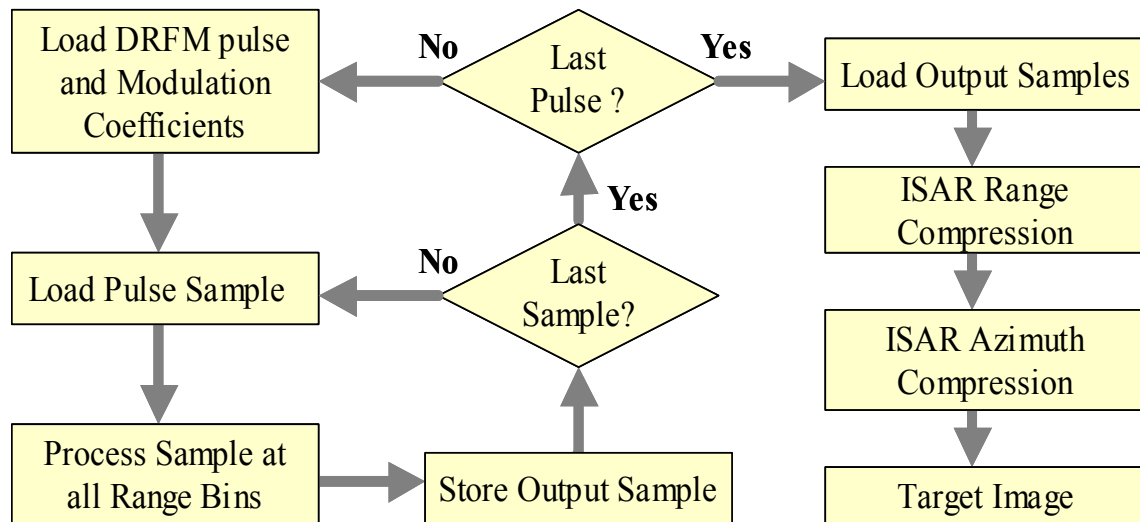 Load DRFM pulse
and Modulation
Coefficients
No
Last
Pulse ?
Yes
Load Output Samples
ISAR Range
Compression
Yes
Load Pulse Sample
No
Last
Sample?
ISAR Azimuth
Compression
Process Sample at
all Range Bins
Store Output Sample
Target Image